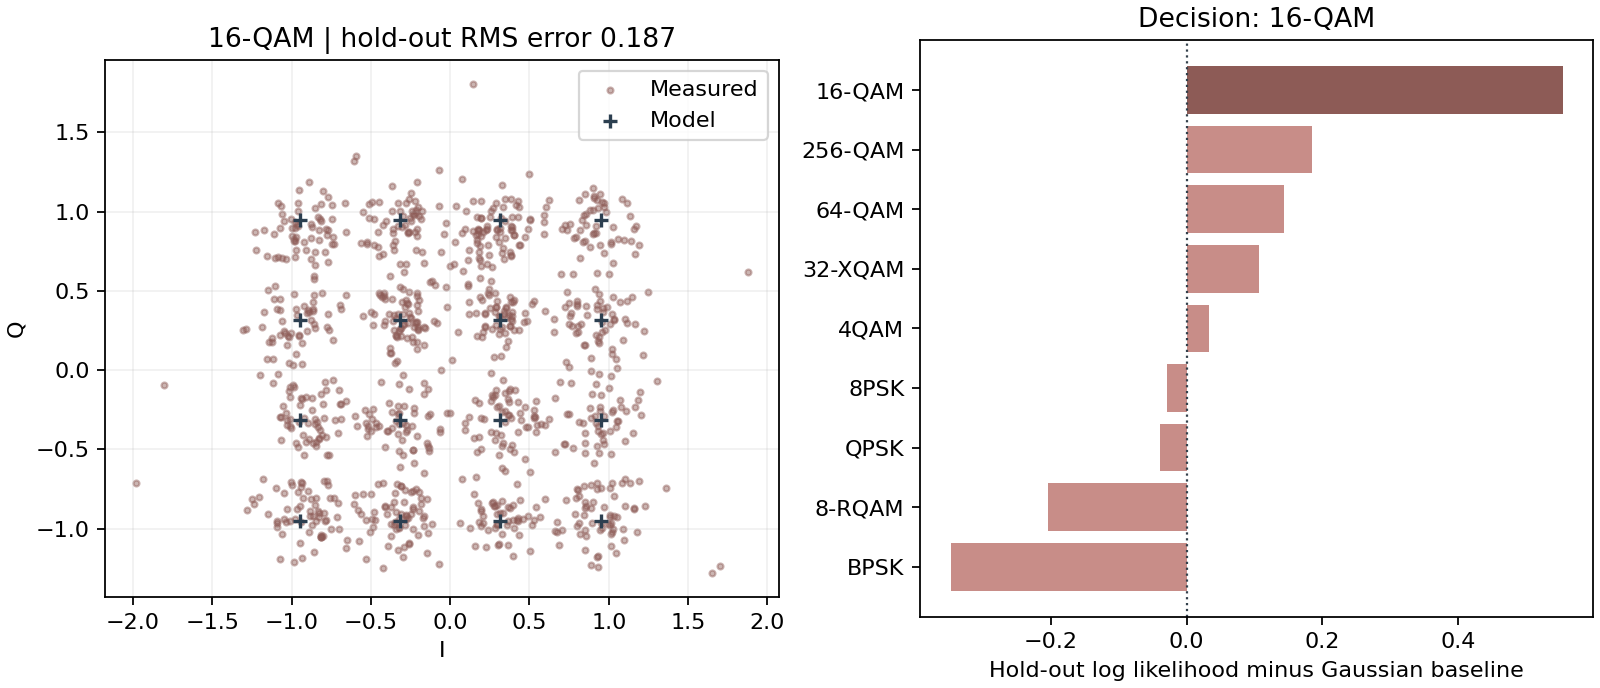 16-QAM | hold-out RMS error 0.187
Measured
Model
1.5
1.0
0.5
0.0
−0.5
−1.0
Q
−2.0 −1.5 −1.0 −0.5 0.0 0.5 1.0 1.5 2.0
I
Decision: 16-QAM
16-QAM
256-QAM
64-QAM
32-XQAM
4QAM
8PSK
QPSK
8-RQAM
BPSK
−0.2 0.0 0.2 0.4
Hold-out log likelihood minus Gaussian baseline